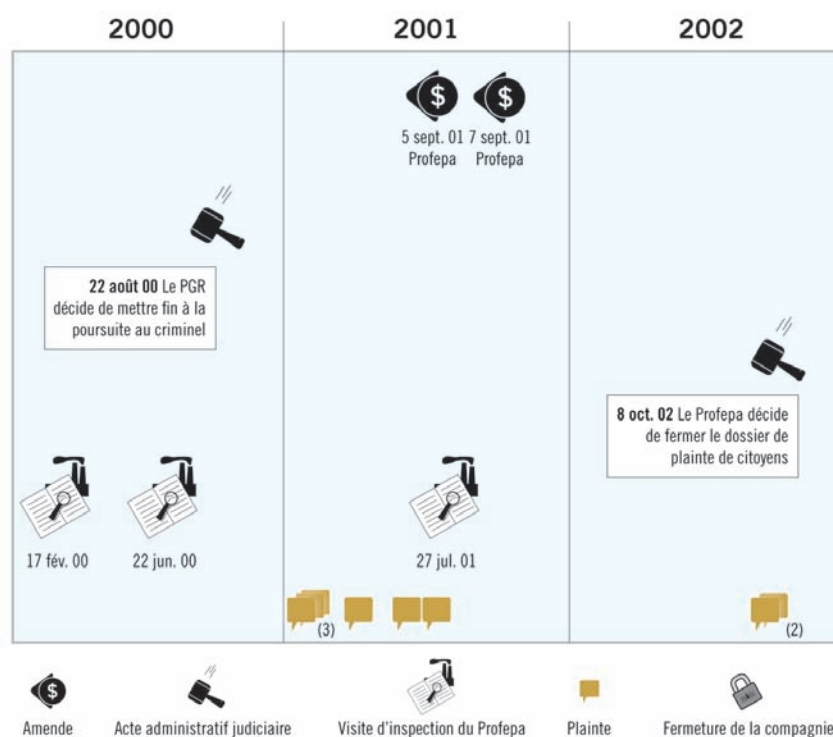 2000
2001
2002
$ $
5 sept. 01 7 sept. 01
Profepa Profepa
22 août 00 Le PGR
décide de mettre fin à la
poursuite au criminel
8 oct. 02 Le Profepa décide
de fermer le dossier de
plainte de citoyens
17 fév. 00
22 jun. 00
27 jul. 01
(3)
(2)
$
Amende
Acte administratif judiciaire
Visite d'inspection du Profepa
Plainte
Fermeture de la compagnie